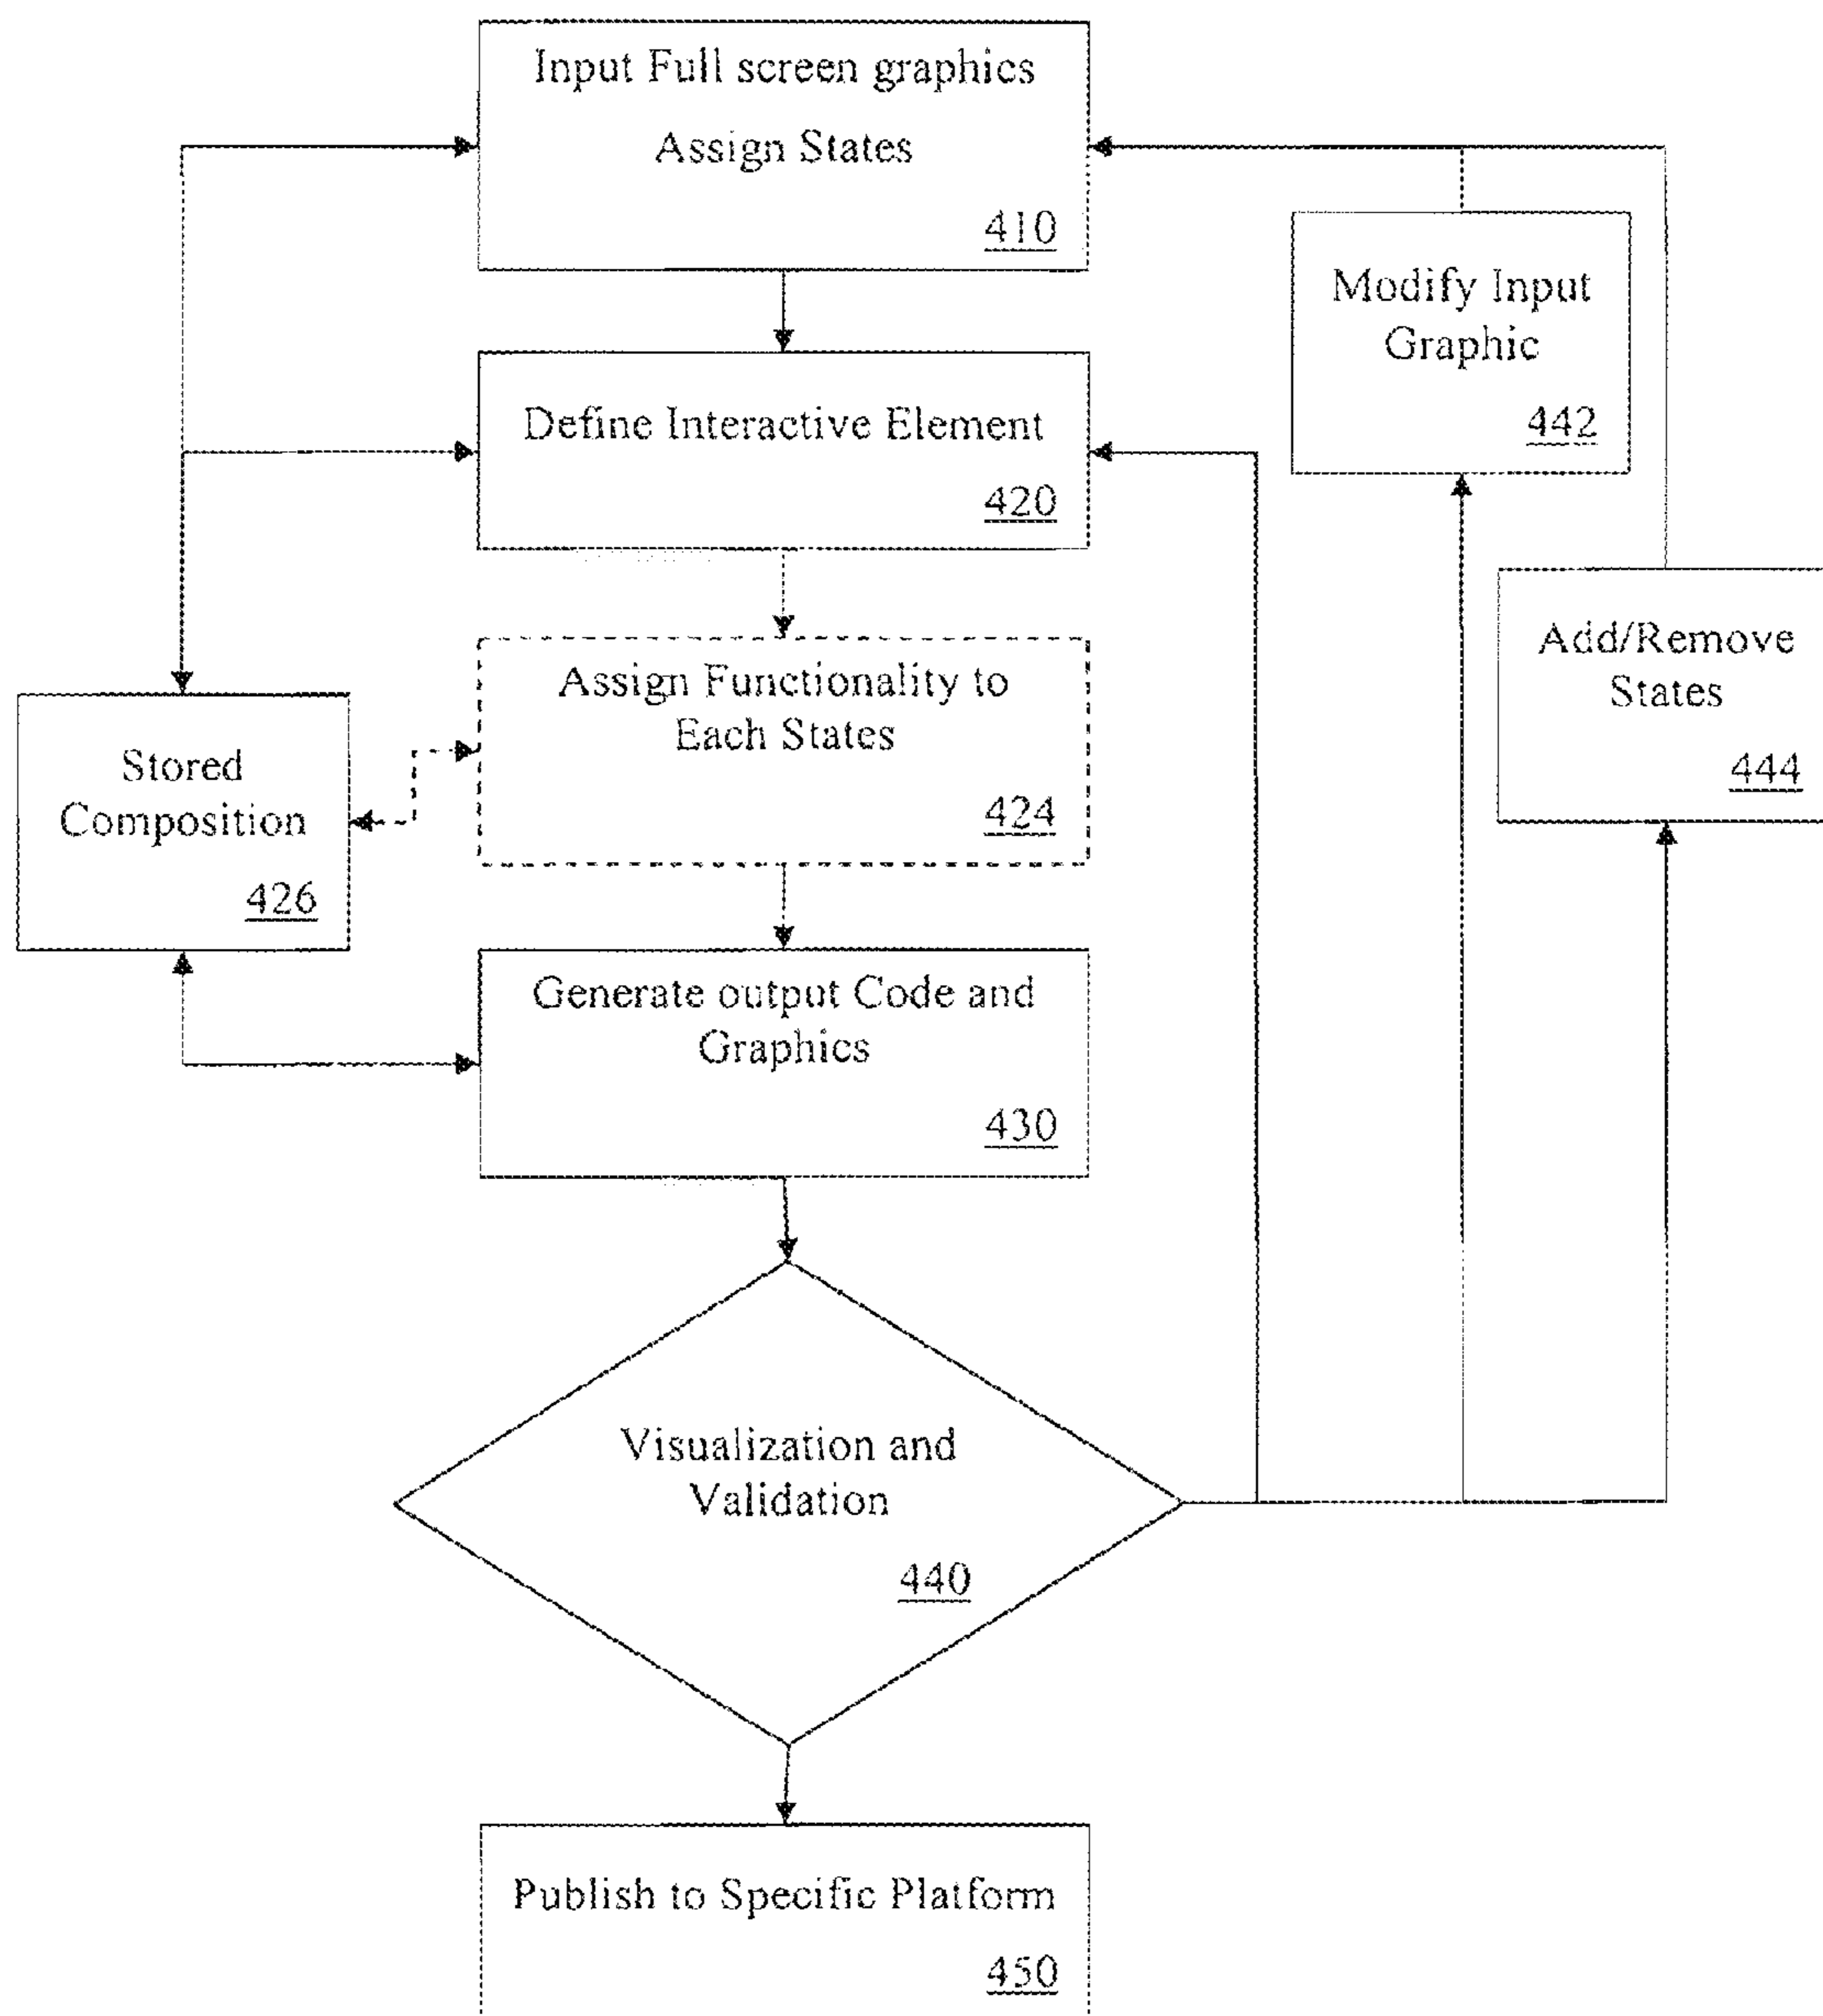 Input Full screen graphics
Assign States
410
Modify Input
Graphic
442
Define Interactive Element
420
Add/Remove
States
444
Assign Functionality to
Each States
424
Stored
Composition
426
Generate output Code and
Graphics
430
Visualization and
Validation
440
Publish to Specific Platform
450